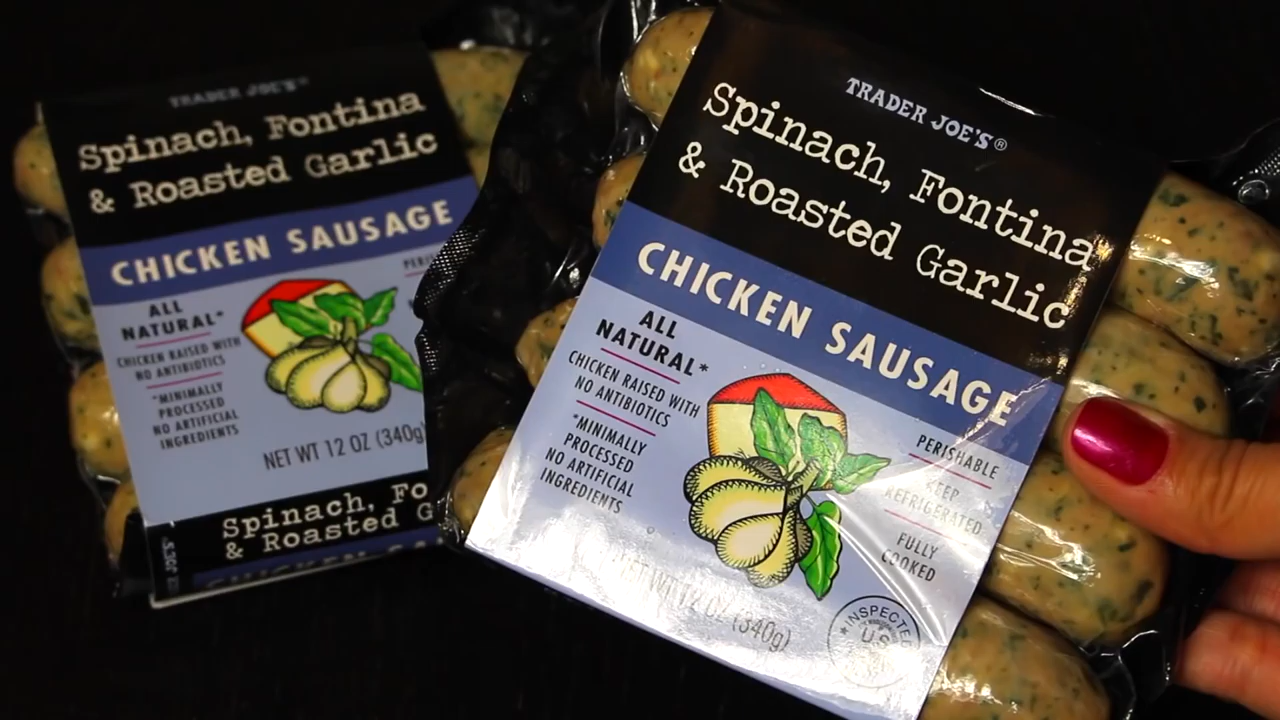 TRADER JOE'S
Spinach, Fontina
& Roasted Garlic
CHICKEN SAUSAGE
ALL
NATURAL*
CHICKEN RAISED WITH
NO ANTIBIOTICS
*MINIMALLY
PROCESSED
NO ARTIFICIAL
INGREDIENTS
NET WT 12 OZ (340g)
Spinach, Fo
& Roasted G
CHICKEN SA
TRADER JOE'S®
Spinach, Fontina
& Roasted Garlic
CHICKEN SAUSAGE
ALL
NATURAL*
CHICKEN RAISED WITH
NO ANTIBIOTICS
*MINIMALLY
PROCESSED
NO ARTIFICIAL
INGREDIENTS
PERISHABLE
KEEP
REFRIGERATED
FULLY
COOKED
NET WT 12 OZ (340g)
INSPECTED
U.S.